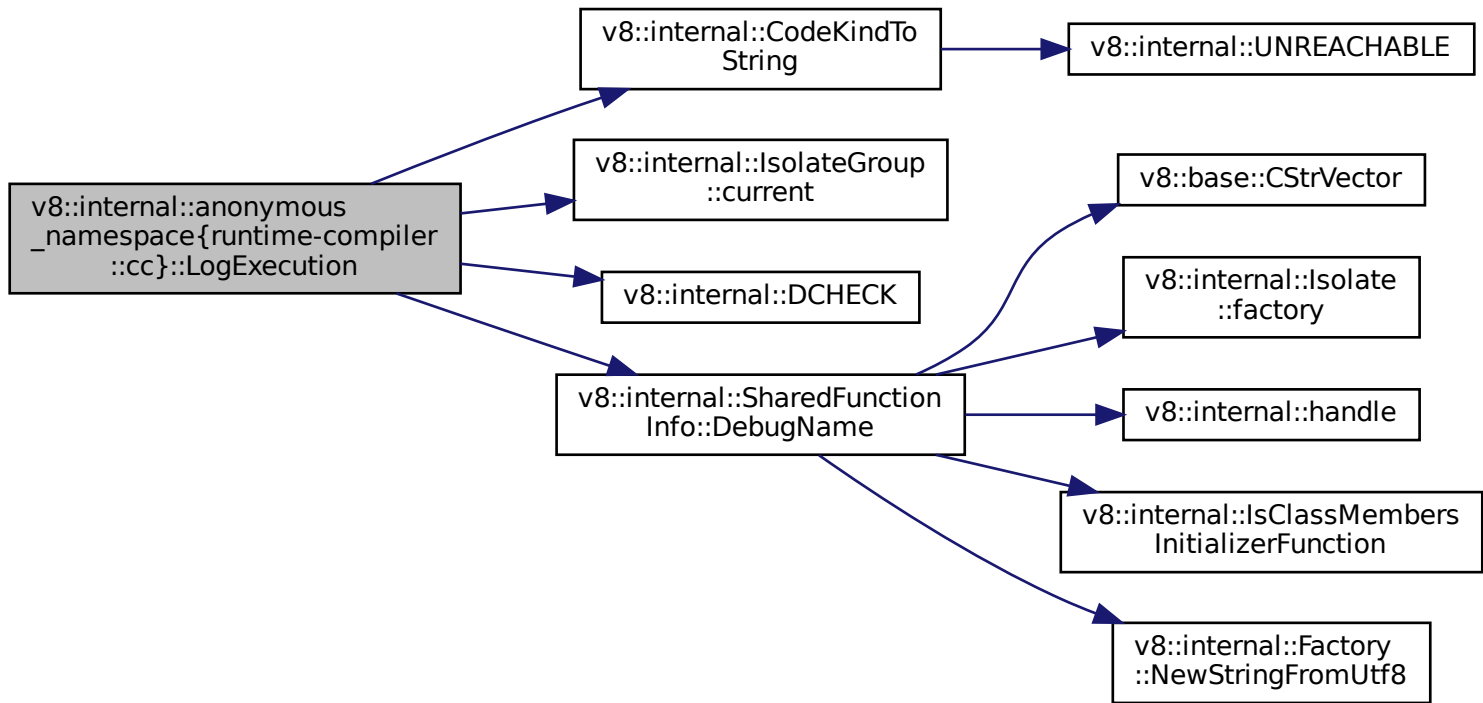 v8::internal::CodeKindTo
String
v8::internal::UNREACHABLE
v8::internal::IsolateGroup
::current
v8::base::CStrVector
v8::internal::anonymous
_namespace{runtime-compiler
::cc}::LogExecution
v8::internal::Isolate
::factory
v8::internal::DCHECK
v8::internal::SharedFunction
Info::DebugName
v8::internal::handle
v8::internal::IsClassMembers
InitializerFunction
v8::internal::Factory
::NewStringFromUtf8